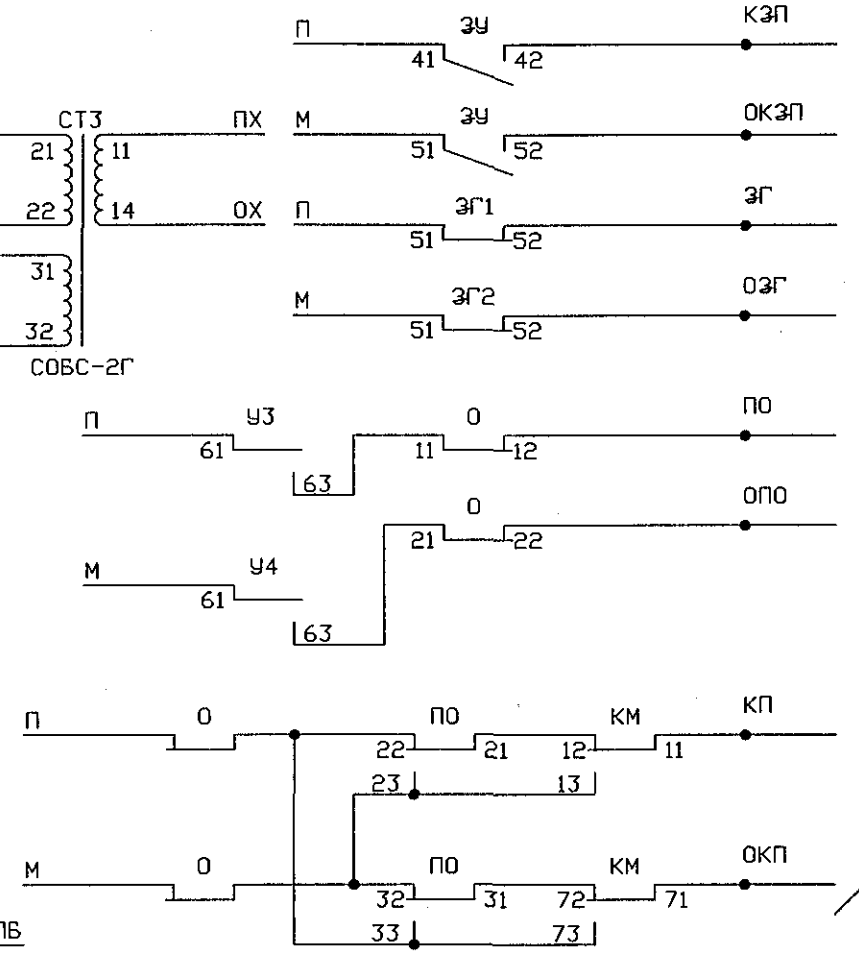 П ЗУ КЗП
41 42
СТЗ ПХ М ЗУ ОКЗП
21 11 51 52
22 14 ОХ П ЗГ1 ЗГ
51 52
31
М ЗГ2 ОЗГ
32 51 52
СОБС-2Г
П У3 О ПО
61 11 12
63
О ОПО
21 22
М У4
61
63
П О ПО КМ КП
22 21 12 11
23 13
М О ПО КМ ОКП
32 31 72 71
33 73
ПБ